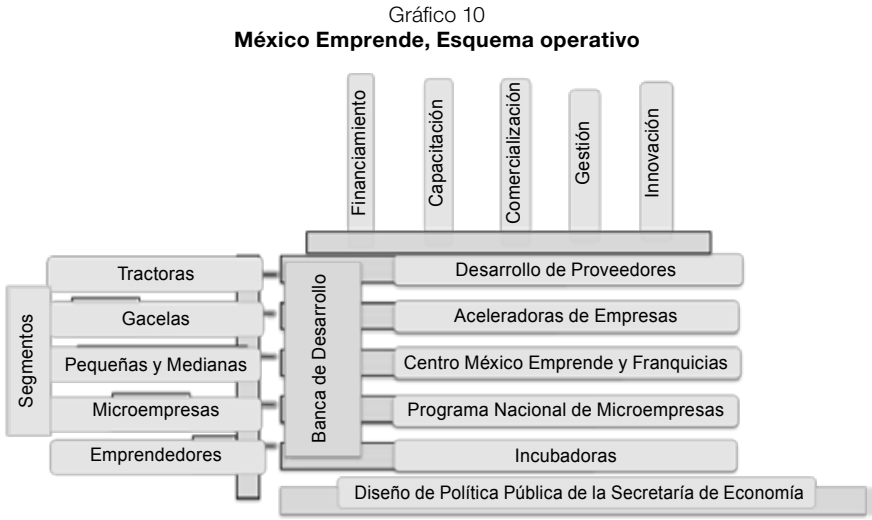 Gráfico 10
México Emprende, Esquema operativo
Financiamiento
Capacitación
Comercialización
Gestión
Innovación
Segmentos
Tractoras
Gacelas
Pequeñas y Medianas
Microempresas
Emprendedores
Banca de Desarrollo
Desarrollo de Proveedores
Aceleradoras de Empresas
Centro México Emprende y Franquicias
Programa Nacional de Microempresas
Incubadoras
Diseño de Política Pública de la Secretaría de Economía